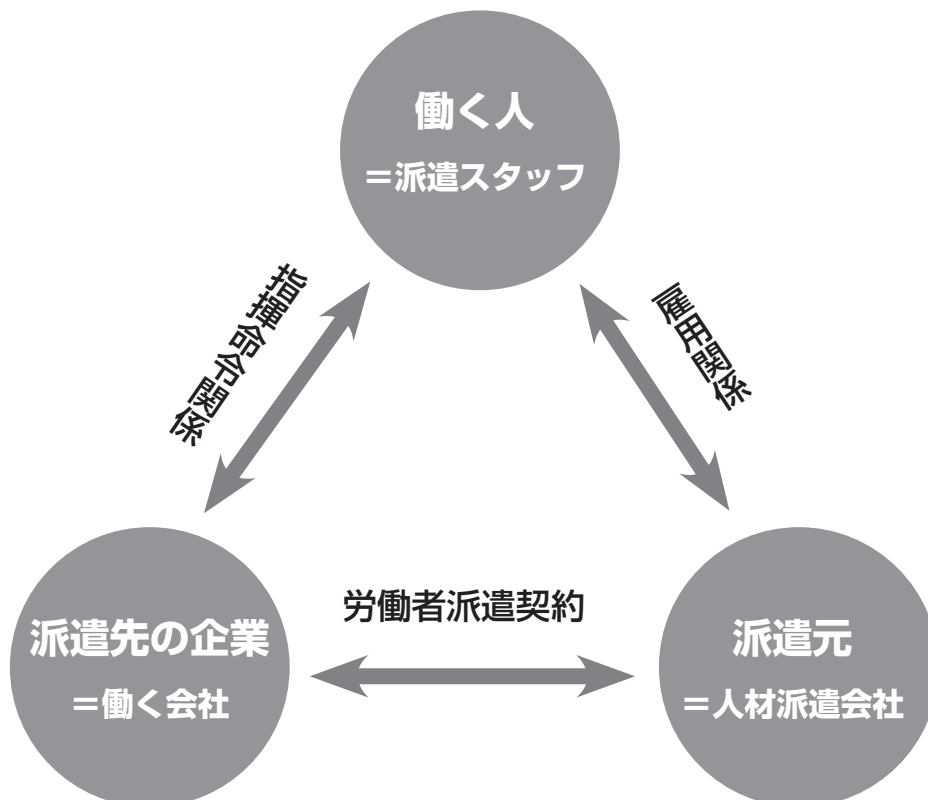 働く人
＝派遣スタッフ
指揮命令関係
雇用関係
労働者派遣契約
派遣先の企業
＝働く会社
派遣元
＝人材派遣会社